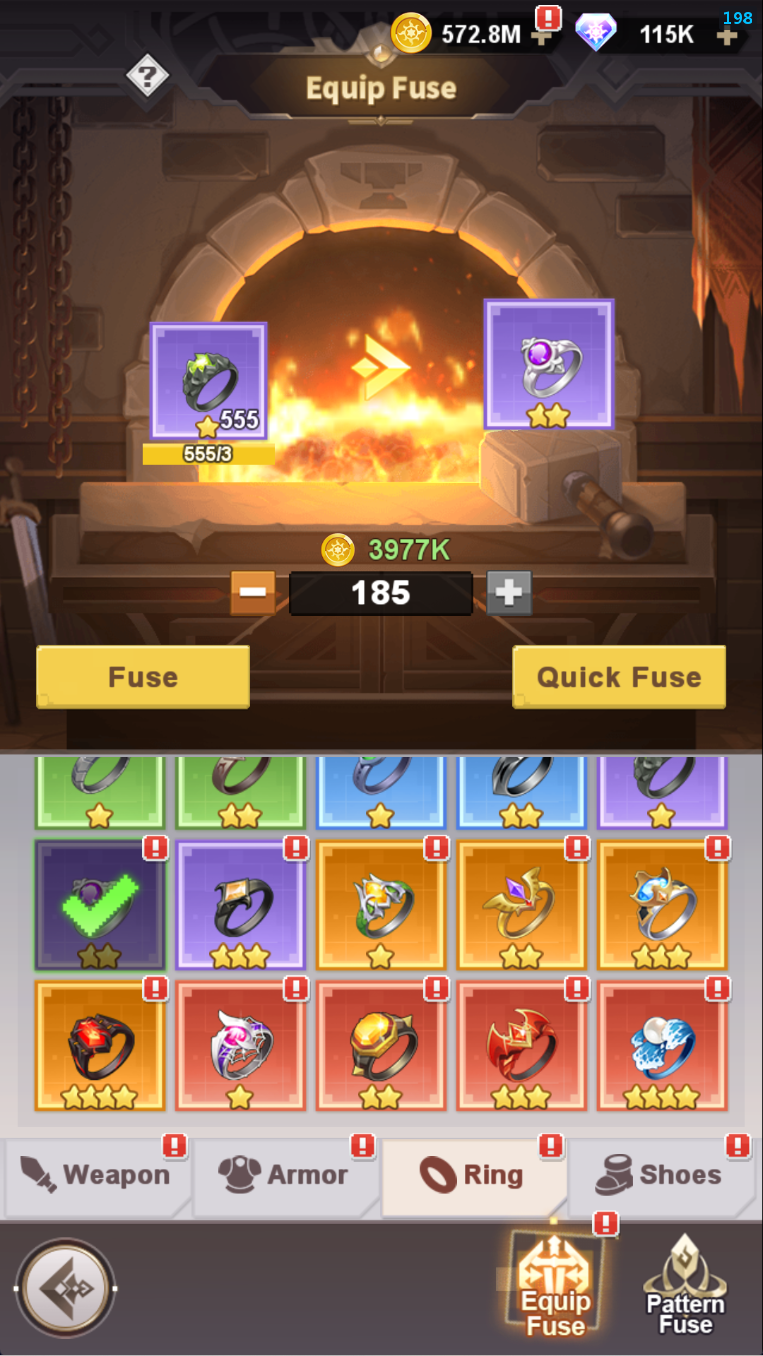 198
572.8M
115K
?
Equip Fuse
555
555/3
3977K
185
Fuse
Quick Fuse
Weapon
Armor
Ring
Shoes
Equip
Fuse
Pattern
Fuse